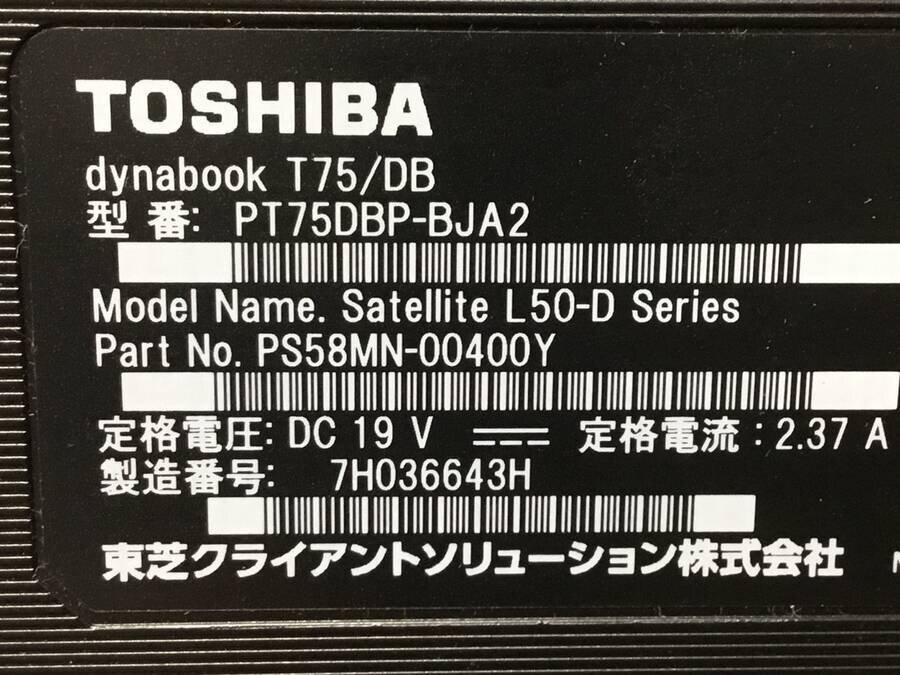 TOSHIBA
dynabook T75/DB
型 番: PT75DBP-BJA2
Model Name. Satellite L50-D Series
Part No. PS58MN-00400Y
定格電圧: DC 19 V ⎓ 定格電流 : 2.37 A
製造番号: 7H036643H
東芝クライアントソリューション株式会社